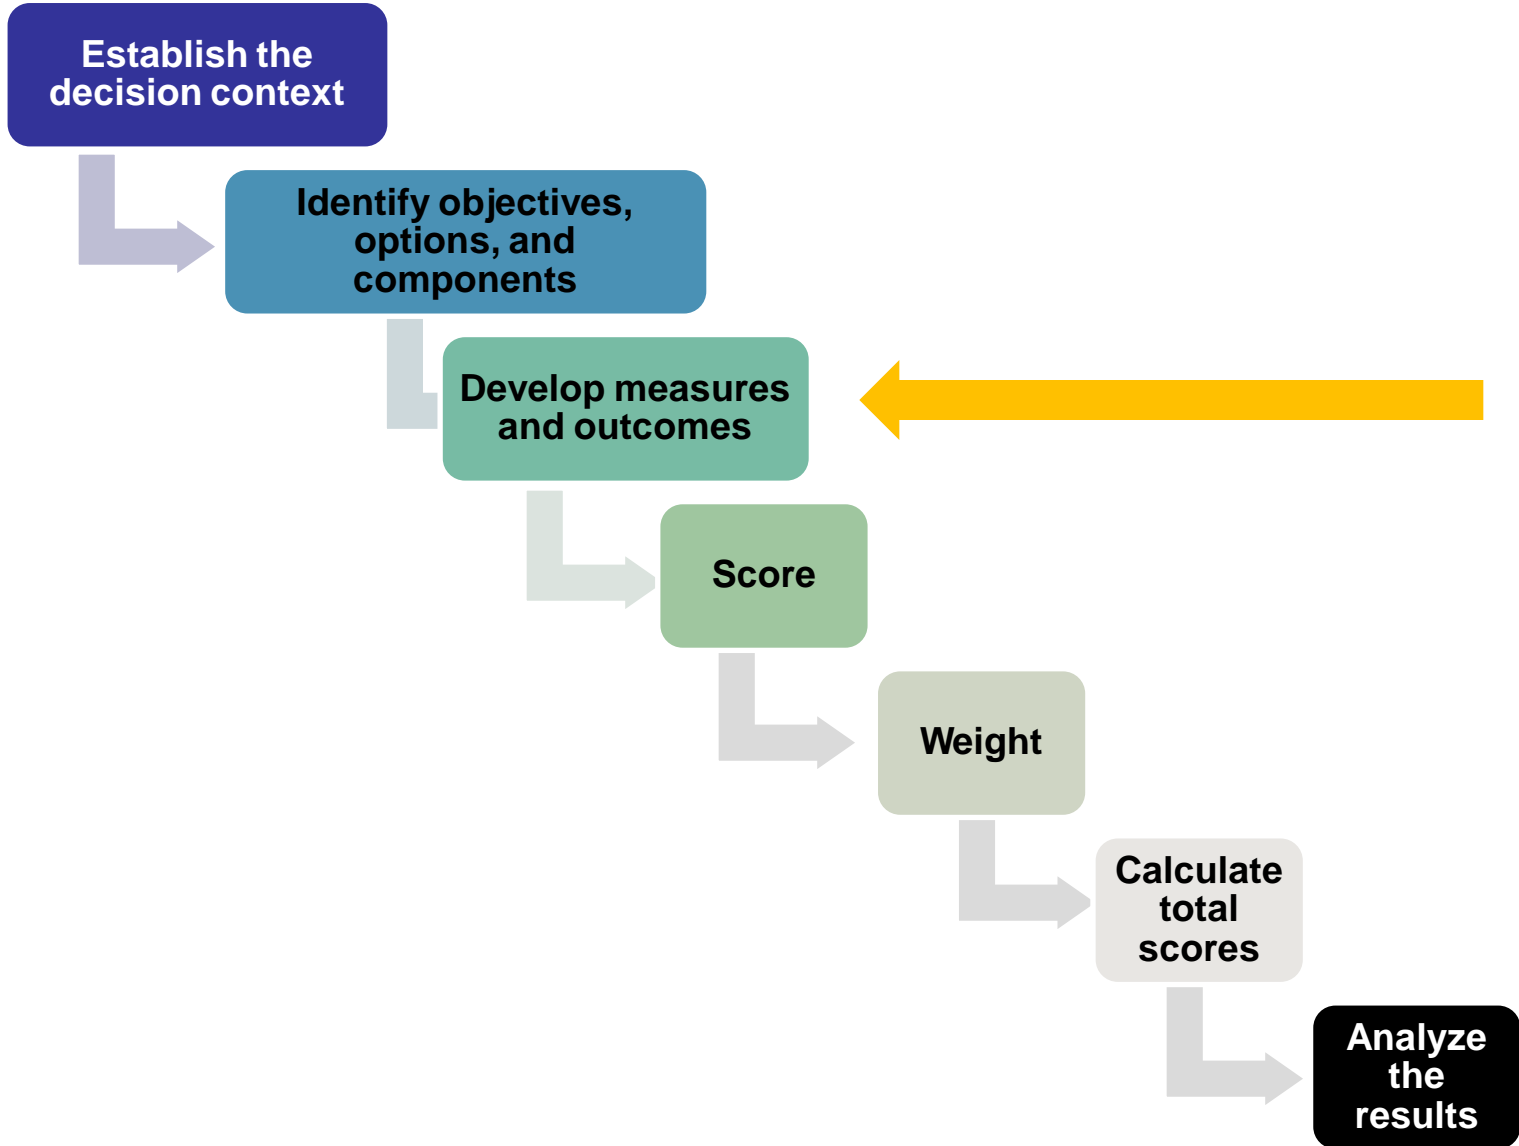 Establish the
decision context
Identify objectives,
options, and
components
Develop measures
and outcomes
Score
Weight
Calculate
total
scores
Analyze
the
results